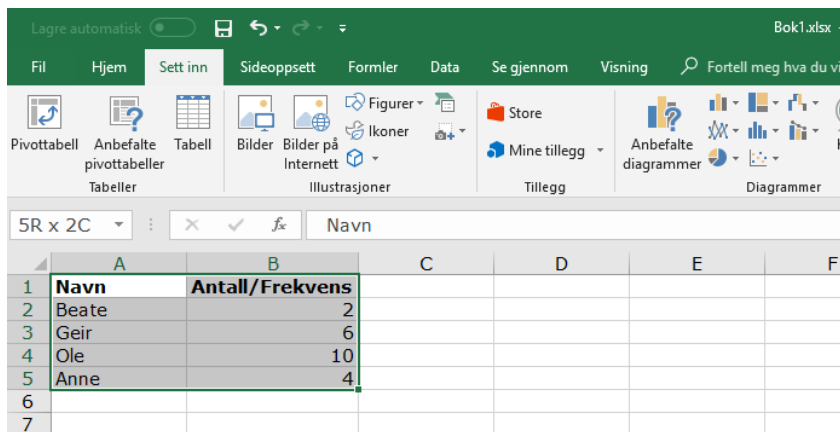 Lagre automatisk
Bok1.xlsx
Fil Hjem Sett inn Sideoppsett Formler Data Se gjennom Visning Fortell meg hva du vi
Pivottabell Anbefalte pivottabeller Tabell Bilder Bilder på Internett Figurer Ikoner Store Mine tillegg Anbefalte diagrammer
Tabeller Illustrasjoner Tillegg Diagrammer
5R x 2C fx Navn
A B C D E F
1 Navn Antall/Frekvens
2 Beate 2
3 Geir 6
4 Ole 10
5 Anne 4
6
7